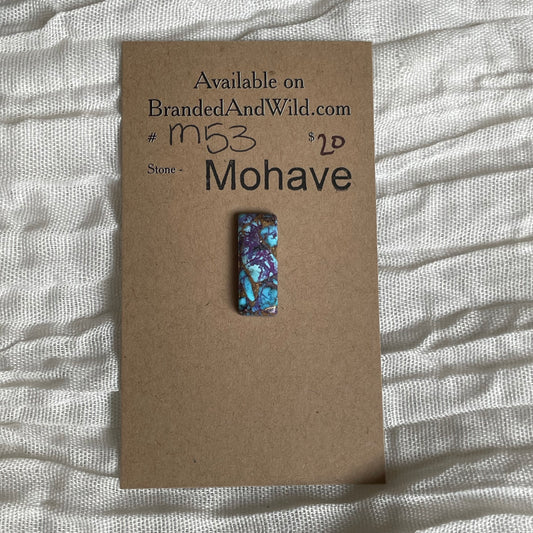 Available on
BrandedAndWild.com
# m53 $20
Stone - Mohave